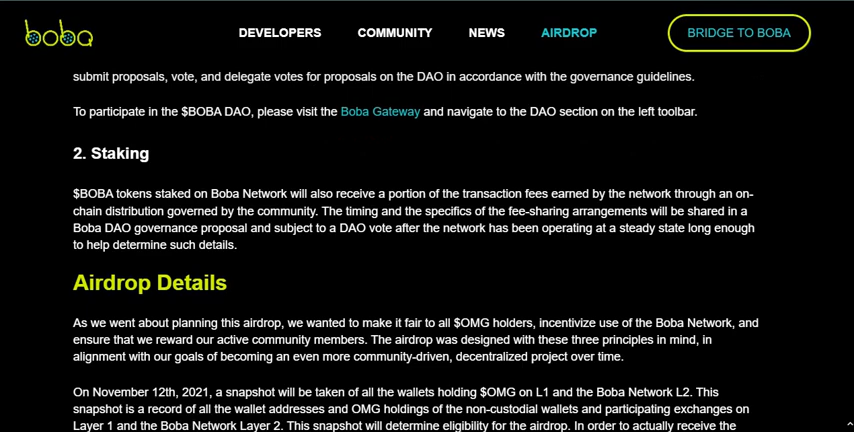 boba
DEVELOPERS
COMMUNITY
NEWS
AIRDROP
BRIDGE TO BOBA
submit proposals, vote, and delegate votes for proposals on the DAO in accordance with the governance guidelines.
To participate in the $BOBA DAO, please visit the Boba Gateway and navigate to the DAO section on the left toolbar.
2. Staking
$BOBA tokens staked on Boba Network will also receive a portion of the transaction fees earned by the network through an on-
chain distribution governed by the community. The timing and the specifics of the fee-sharing arrangements will be shared in a
Boba DAO governance proposal and subject to a DAO vote after the network has been operating at a steady state long enough
to help determine such details.
Airdrop Details
As we went about planning this airdrop, we wanted to make it fair to all $OMG holders, incentivize use of the Boba Network, and
ensure that we reward our active community members. The airdrop was designed with these three principles in mind, in
alignment with our goals of becoming an even more community-driven, decentralized project over time.
On November 12th, 2021, a snapshot will be taken of all the wallets holding $OMG on L1 and the Boba Network L2. This
snapshot is a record of all the wallet addresses and OMG holdings of the non-custodial wallets and participating exchanges on
Layer 1 and the Boba Network Layer 2. This snapshot will determine eligibility for the airdrop. In order to actually receive the